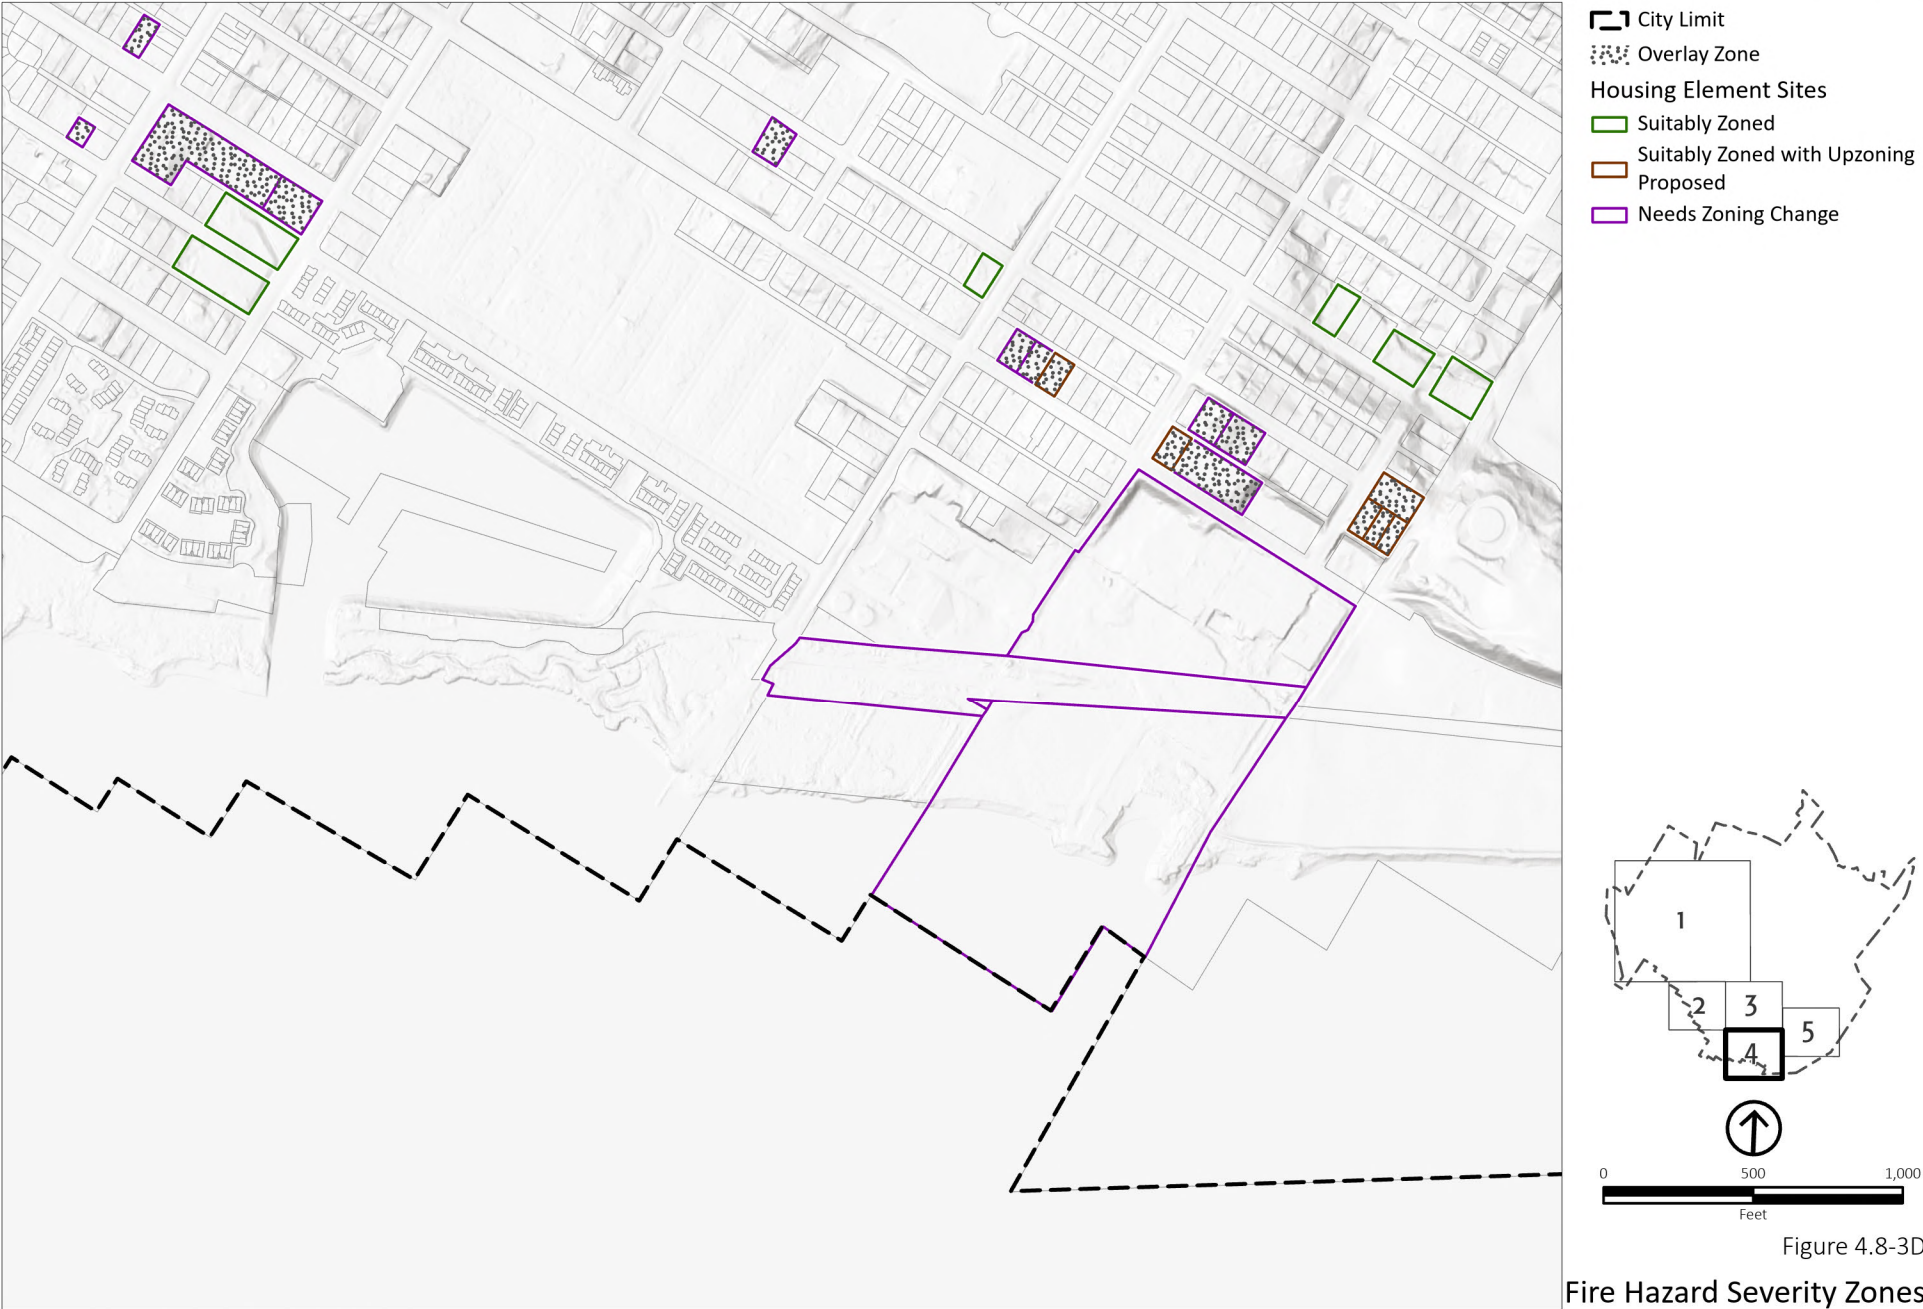 City Limit
Overlay Zone
Housing Element Sites
Suitably Zoned
Suitably Zoned with Upzoning
Proposed
Needs Zoning Change
1
2
3
5
4
0
500
1,000
Feet
Figure 4.8-3D
Fire Hazard Severity Zones